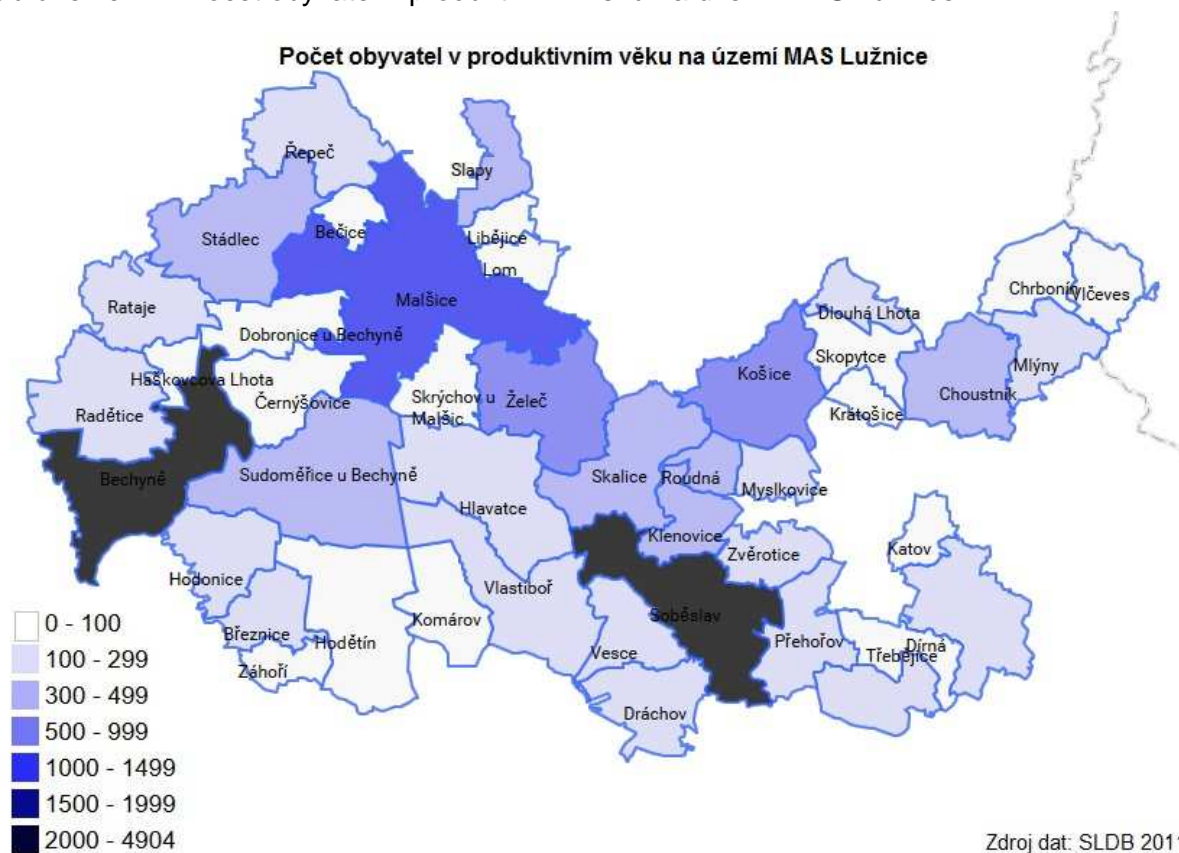 Počet obyvatel v produktivním věku na území MAS Lužnice
Řepeč
Slapy
Bečice
Stádlec
Libějice
Lom
Malšice
Rataje
Dobronice u Bechyně
Chrbonín
Vlčeves
Dlouhá Lhota
Skopytce
Mlýny
Haškovcova Lhota
Košice
Choustník
Radětice
Černýšovice
Skrýchov u
Malšic
Želeč
Krátošice
Bechyně
Sudoměřice u Bechyně
Skalice
Roudná
Myslkovice
Hlavatce
Klenovice
Zvěrotice
Katov
Hodonice
Vlastiboř
Březnice
Hodětín
Komárov
Soběslav
Přehořov
Dírná
Třebějice
Záhoří
Vesce
Dráchov
0 - 100
100 - 299
300 - 499
500 - 999
1000 - 1499
1500 - 1999
2000 - 4904
Zdroj dat: SLDB 2011